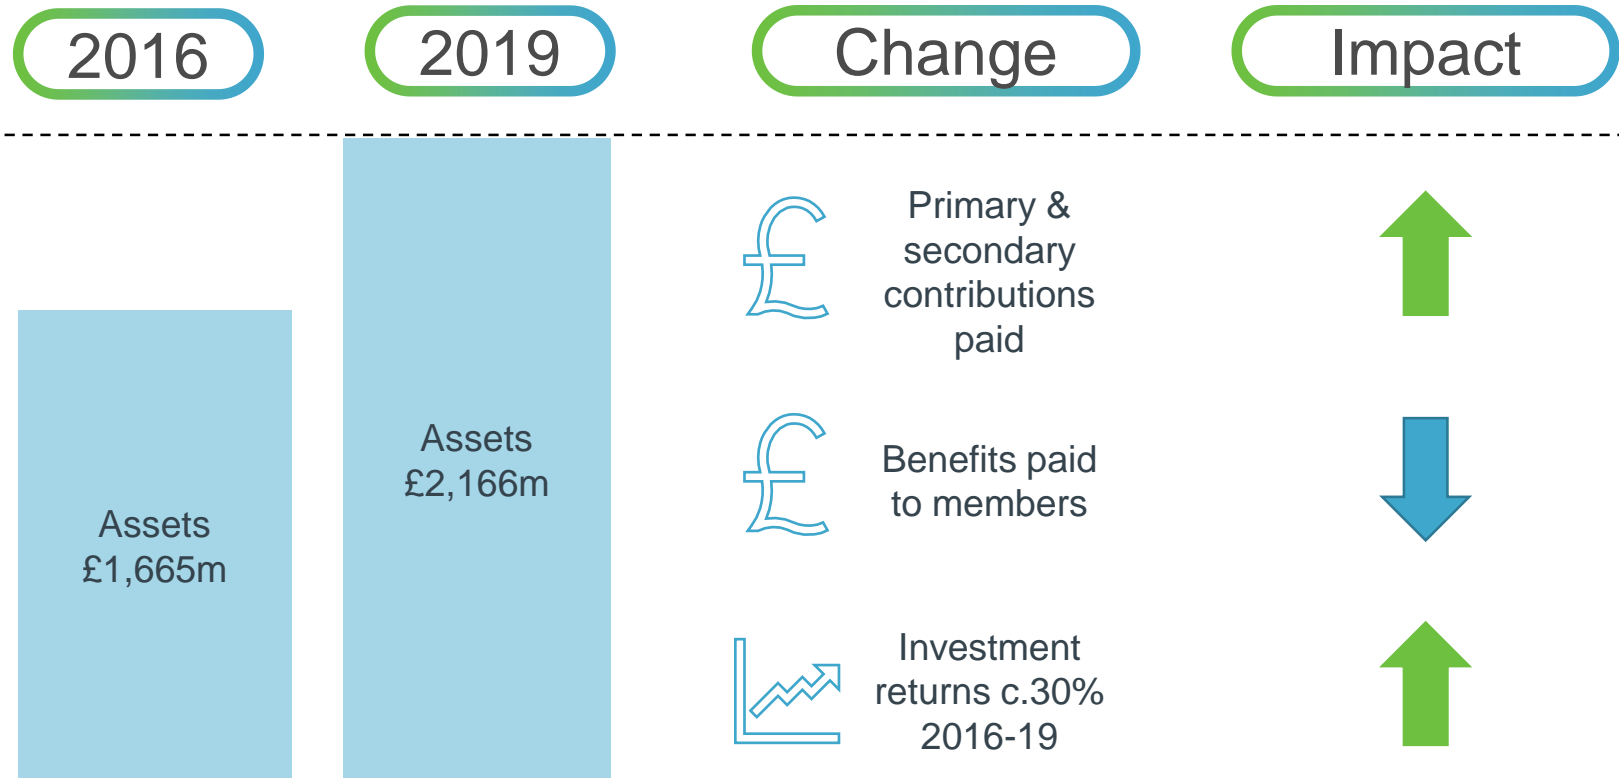 2016
2019
Change
Impact
Assets
£1,665m
Assets
£2,166m
Primary &
secondary
contributions
paid
Benefits paid
to members
Investment
returns c.30%
2016-19